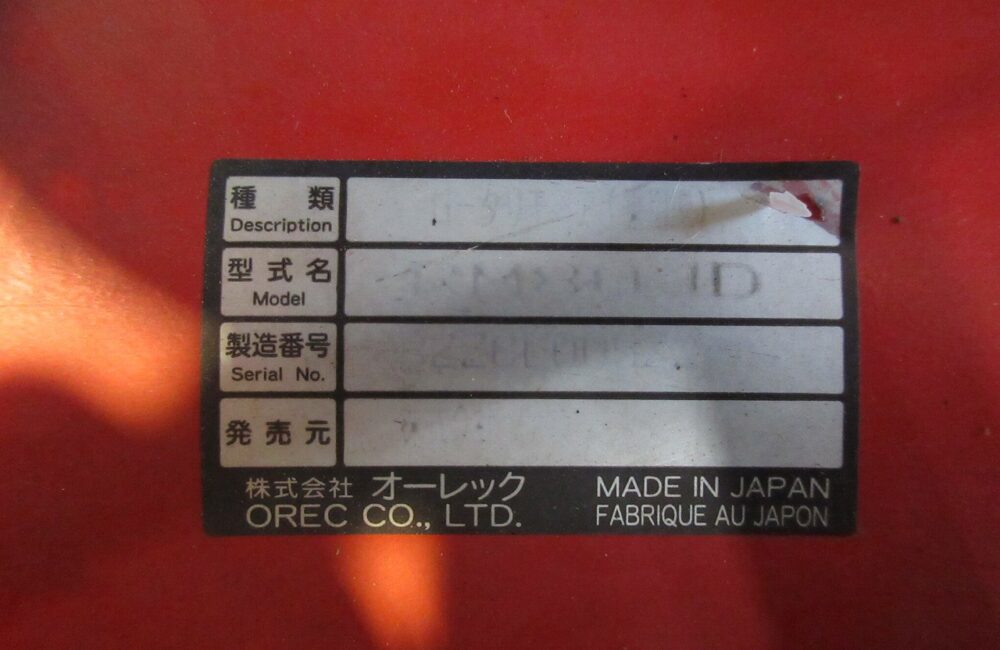 種類
Description
型式名
Model
製造番号
Serial No.
発売元
株式会社 オーレック
OREC CO., LTD.
MADE IN JAPAN
FABRIQUE AU JAPON